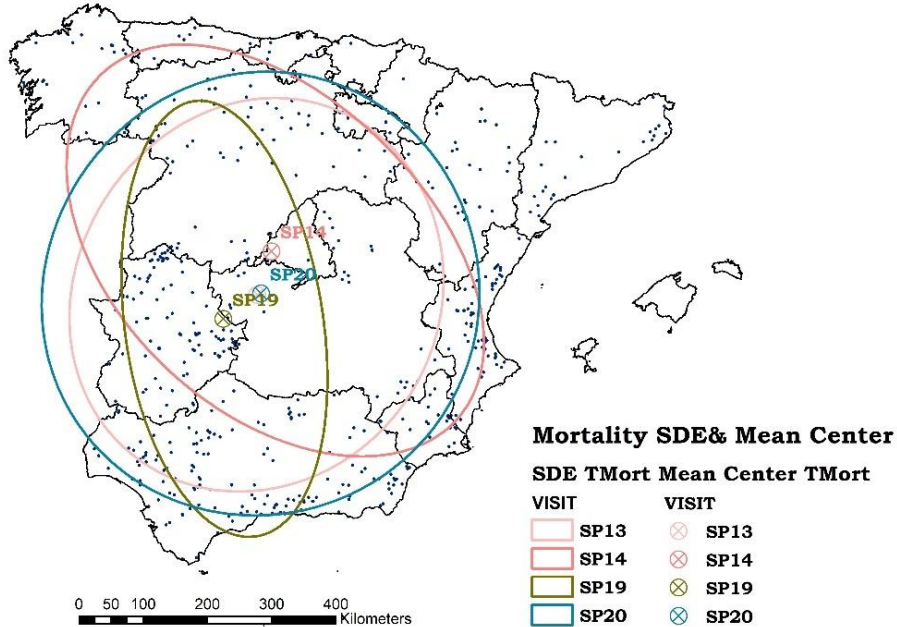 SP14
SP20
SP19
Mortality SDE& Mean Center
SDE TMort Mean Center TMort
VISIT VISIT
SP13 SP13
SP14 SP14
SP19 SP19
SP20 SP20
0 50 100 200 300 400
Kilometers